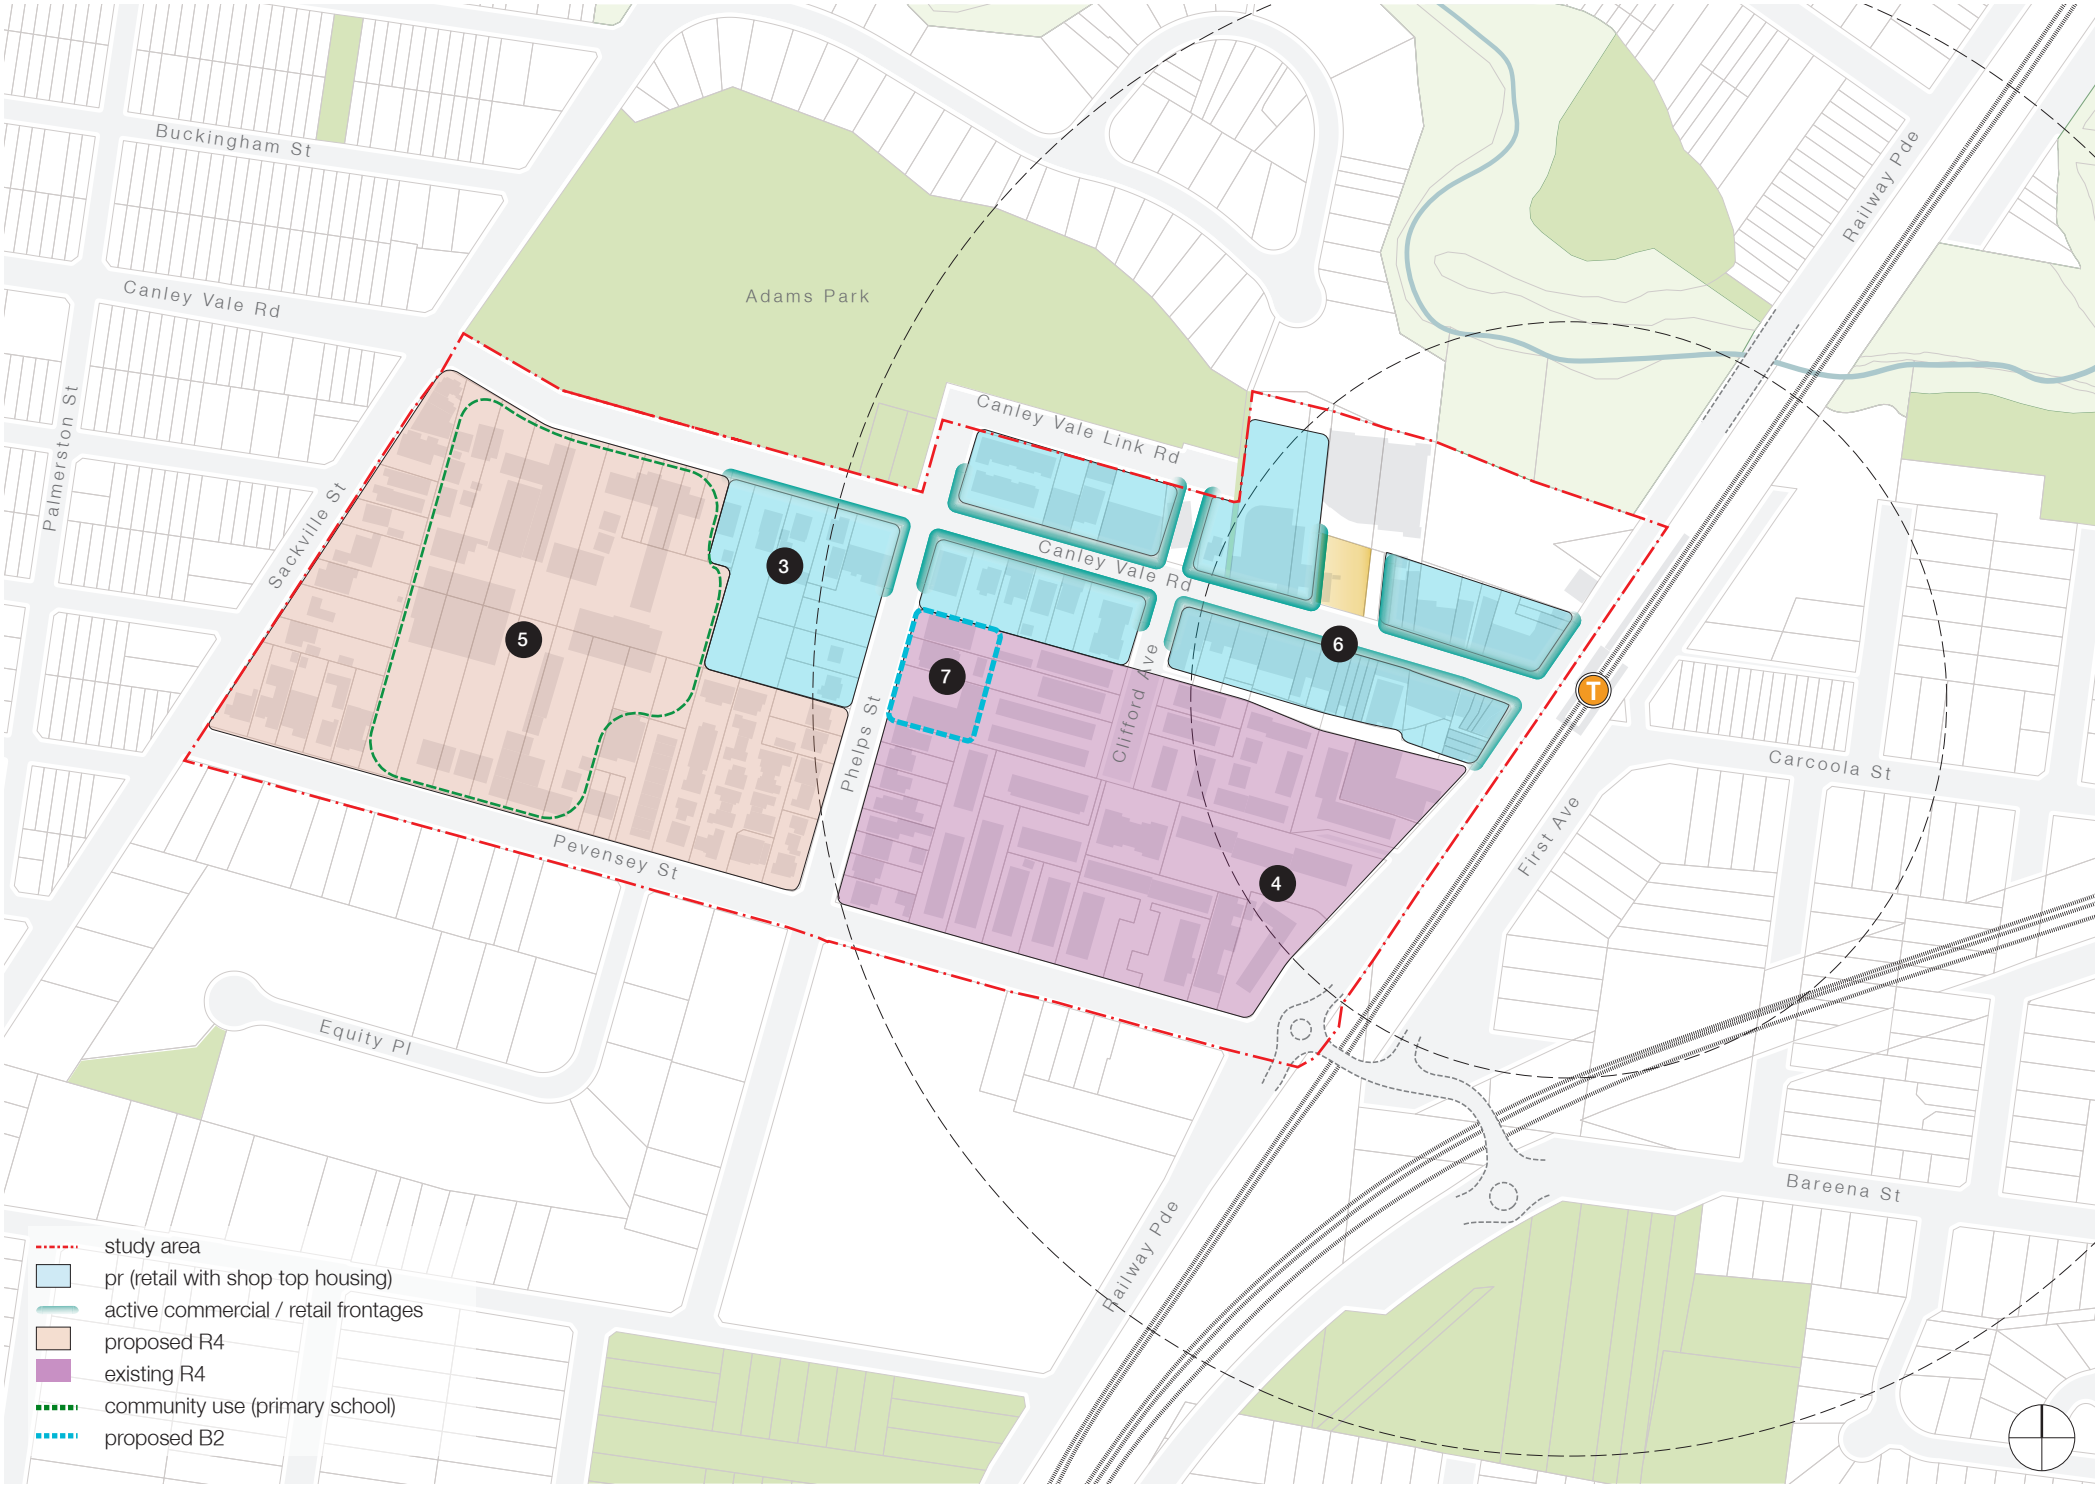 Buckingham St
Railway Pde
Canley Vale Rd
Adams Park
Canley Vale Link Rd
Palmerston St
Sackville St
Canley Vale Rd
3
5
6
7
T
Clifford Ave
Phelps St
Carcoola St
First Ave
Pevensey St
4
Equity Pl
Bareena St
Railway Pde
study area
pr (retail with shop top housing)
active commercial / retail frontages
proposed R4
existing R4
community use (primary school)
proposed B2